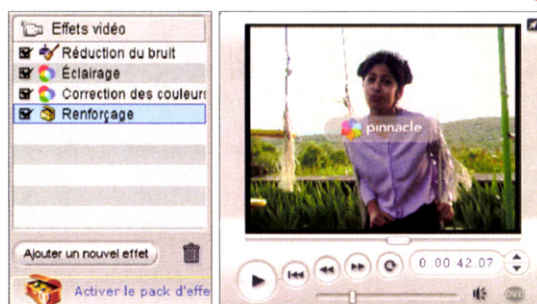 Effets vidéo
Réduction du bruit
Éclairage
Correction des couleurs
Renforçage
Ajouter un nouvel effet
Activer le pack d'effe
pinnacle
0:00:42.07
DVD